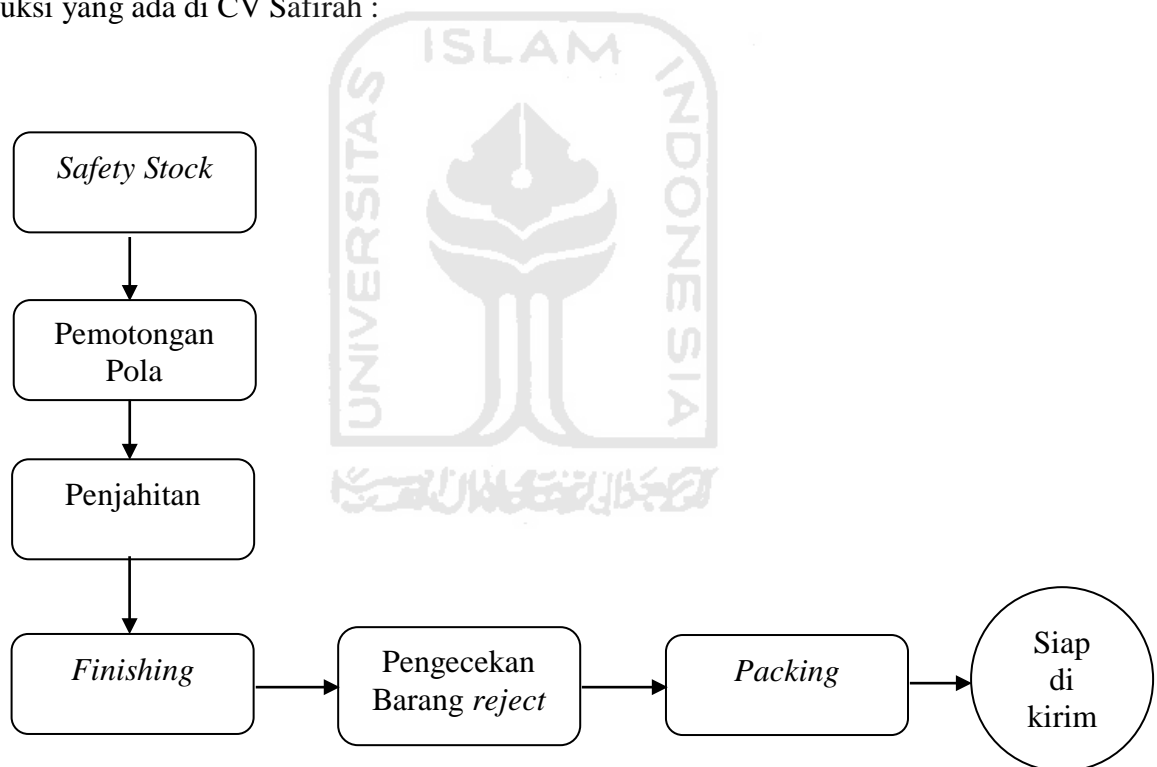 uksi yang ada di CV Safirah :
ISLAM
UNIVERSITAS
INDONESIA
Safety Stock
Pemotongan
Pola
Penjahitan
Finishing
Pengecekan
Barang reject
Packing
Siap
di
kirim